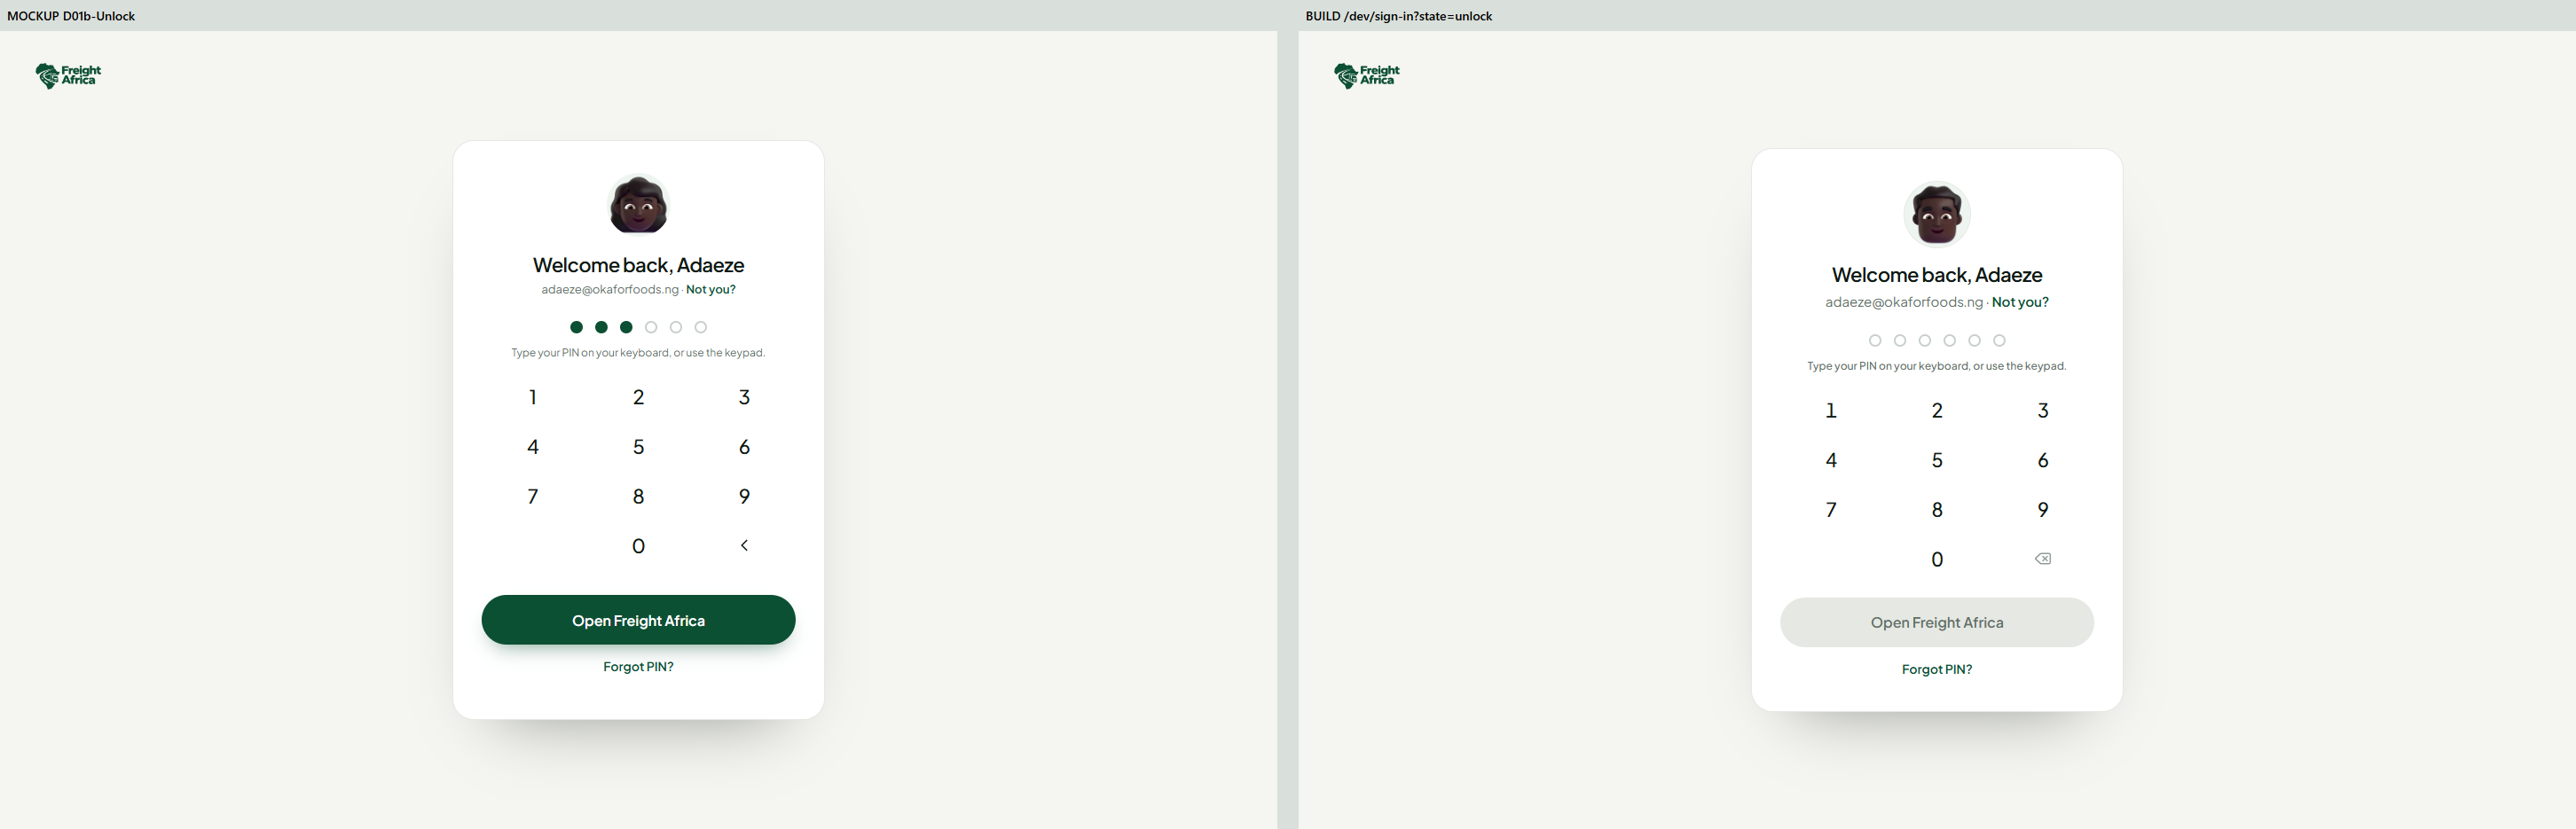 MOCKUP D01b-Unlock
Freight
Africa
Welcome back, Adaeze
adaeze@okaforfoods.ng · Not you?
Type your PIN on your keyboard, or use the keypad.
1 2 3
4 5 6
7 8 9
0
Open Freight Africa
Forgot PIN?
BUILD /dev/sign-in?state=unlock
Freight
Africa
Welcome back, Adaeze
adaeze@okaforfoods.ng · Not you?
Type your PIN on your keyboard, or use the keypad.
1 2 3
4 5 6
7 8 9
0
Open Freight Africa
Forgot PIN?